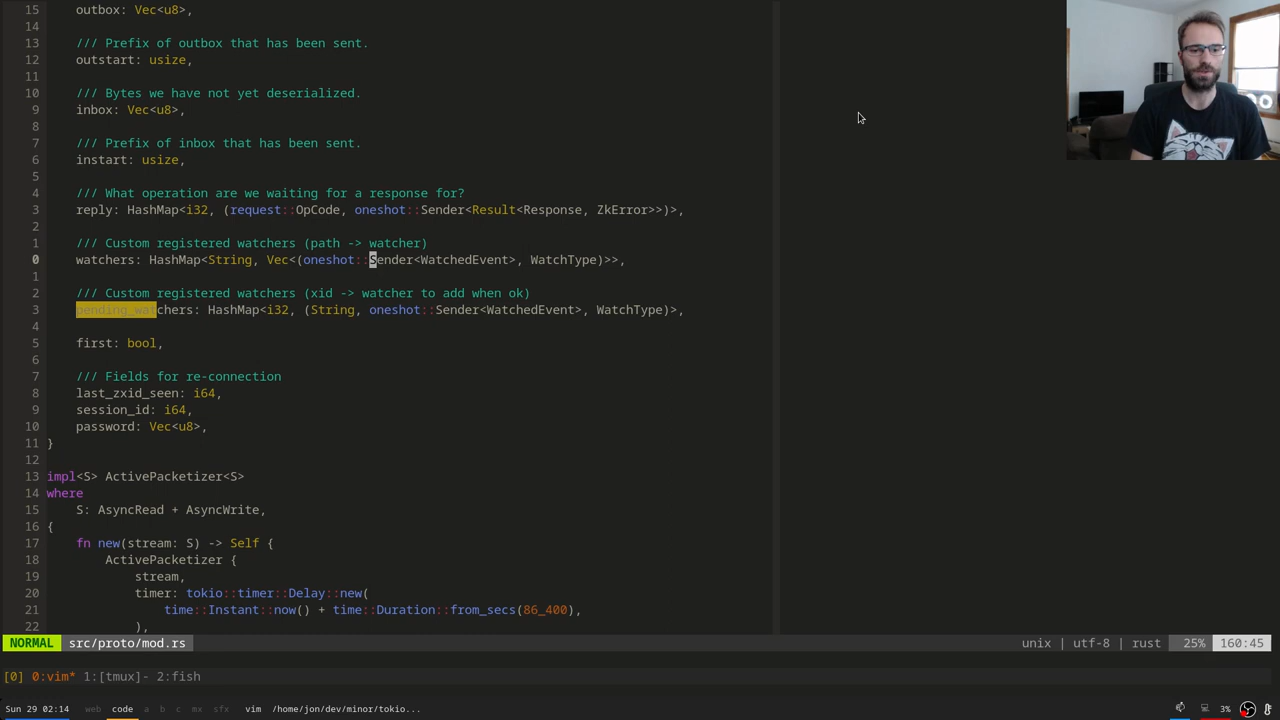 15     outbox: Vec<u8>,
14
13     /// Prefix of outbox that has been sent.
12     outstart: usize,
11
10     /// Bytes we have not yet deserialized.
9     inbox: Vec<u8>,
8
7     /// Prefix of inbox that has been sent.
6     instart: usize,
5
4     /// What operation are we waiting for a response for?
3     reply: HashMap<i32, (request::OpCode, oneshot::Sender<Result<Response, ZkError>>)>,
2
1     /// Custom registered watchers (path -> watcher)
0     watchers: HashMap<String, Vec<(oneshot::Sender<WatchedEvent>, WatchType)>>,
1
2     /// Custom registered watchers (xid -> watcher to add when ok)
3     pending_watchers: HashMap<i32, (String, oneshot::Sender<WatchedEvent>, WatchType)>,
4
5     first: bool,
6
7     /// Fields for re-connection
8     last_zxid_seen: i64,
9     session_id: i64,
10     password: Vec<u8>,
11 }
12
13 impl<S> ActivePacketizer<S>
14 where
15     S: AsyncRead + AsyncWrite,
16 {
17     fn new(stream: S) -> Self {
18         ActivePacketizer {
19             stream,
20             timer: tokio::timer::Delay::new(
21                 time::Instant::now() + time::Duration::from_secs(86_400),
22             ),
NORMAL src/proto/mod.rs unix | utf-8 | rust 25% 160:45
[0] 0:vim* 1:[tmux]- 2:fish
Sun 29 02:14 web code a b c mx sfx vim /home/jon/dev/minor/tokio... 3%